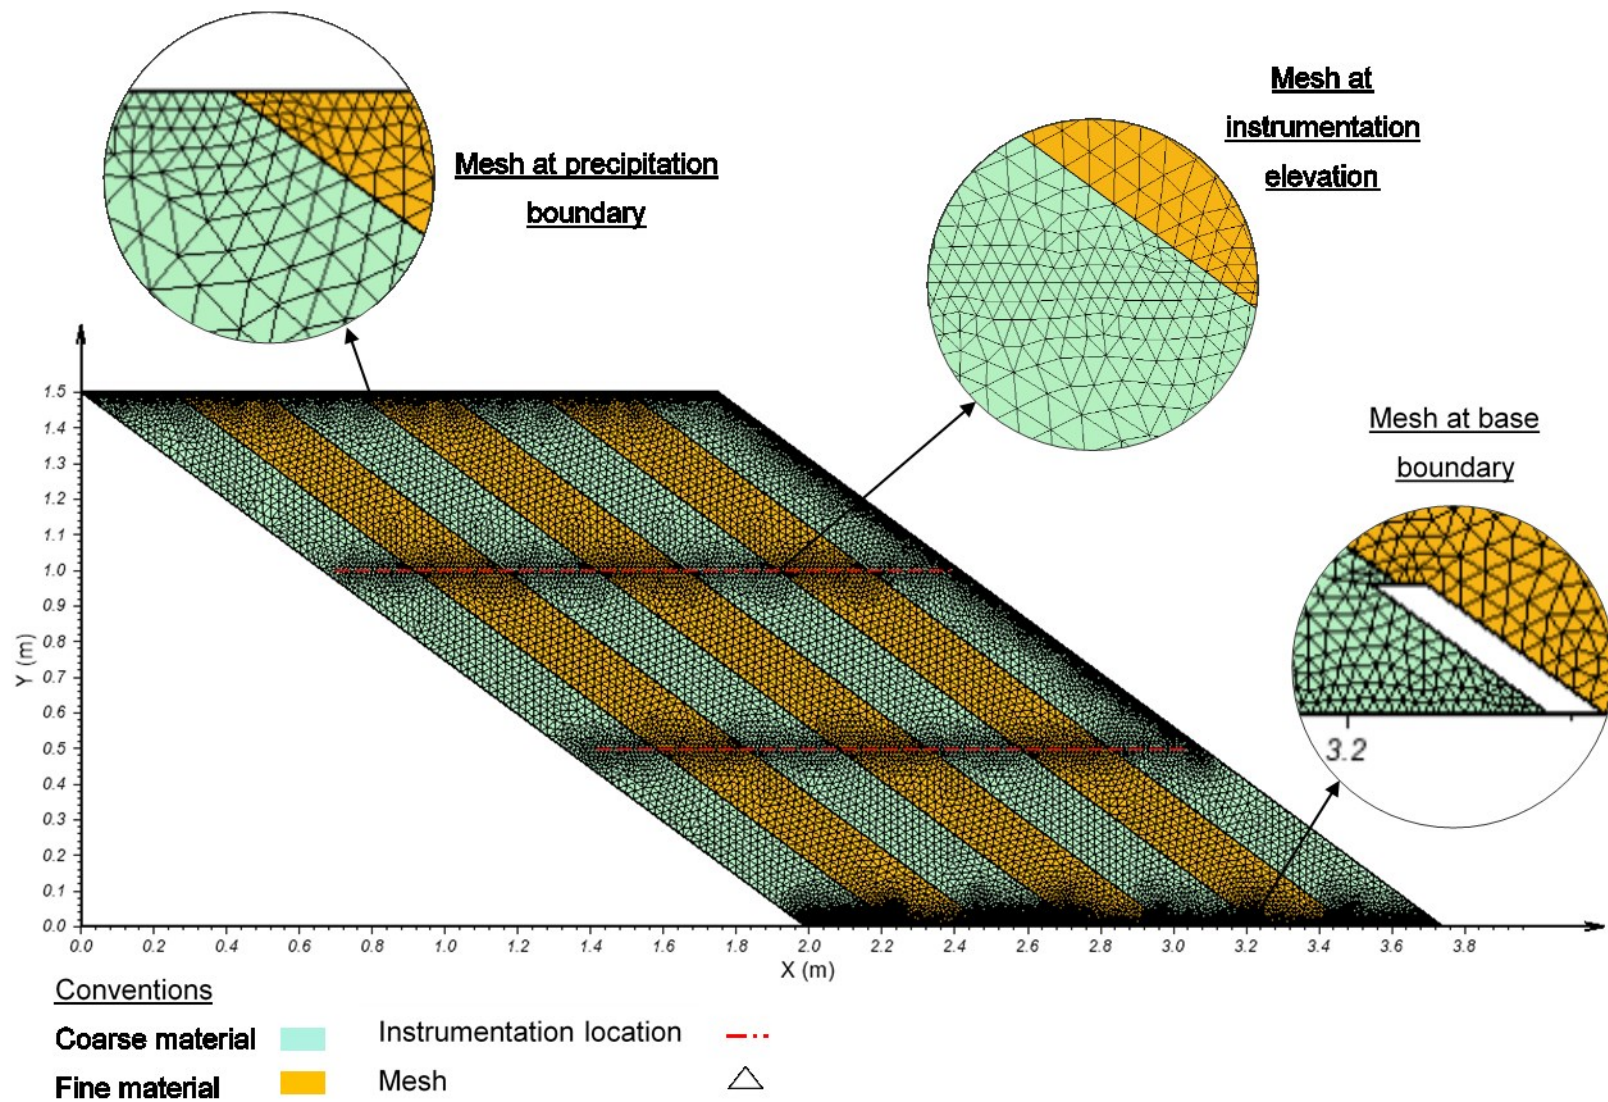 Mesh at precipitation
boundary
Mesh at
instrumentation
elevation
Mesh at base
boundary
3.2
1.5
1.4
1.3
1.2
1.1
1.0
0.9
0.8
0.7
0.6
0.5
0.4
0.3
0.2
0.1
0.0
Y (m)
0.0 0.2 0.4 0.6 0.8 1.0 1.2 1.4 1.6 1.8 2.0 2.2 2.4 2.6 2.8 3.0 3.2 3.4 3.6 3.8
X (m)
Conventions
Coarse material Instrumentation location
Fine material Mesh